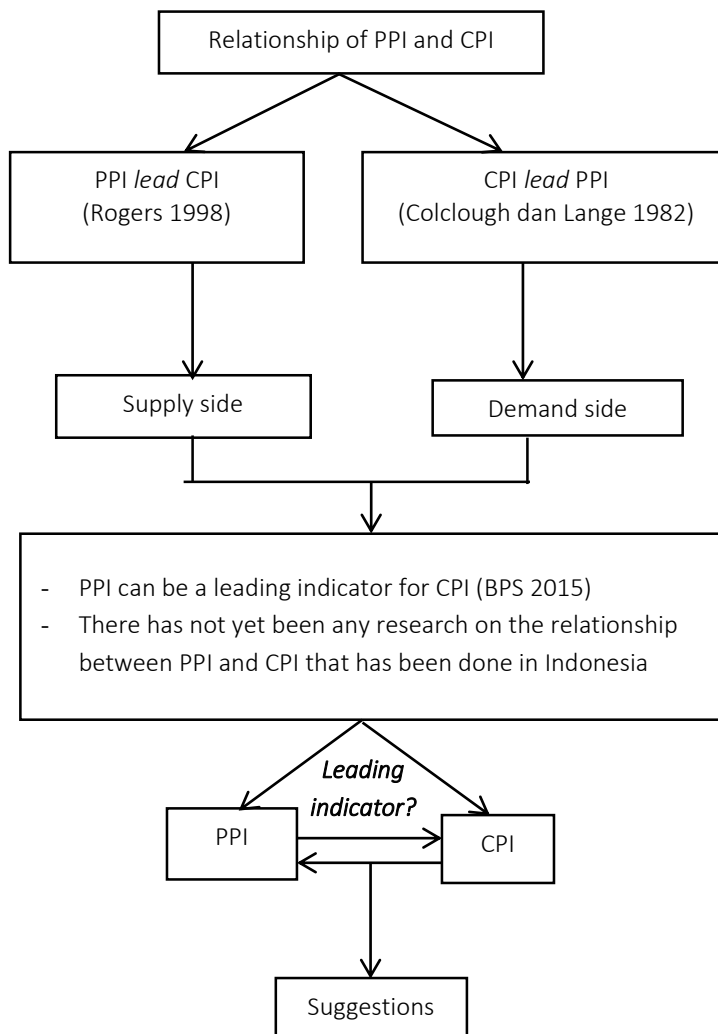 Relationship of PPI and CPI
PPI lead CPI
(Rogers 1998)
CPI lead PPI
(Colclough dan Lange 1982)
Supply side
Demand side
- PPI can be a leading indicator for CPI (BPS 2015)
- There has not yet been any research on the relationship
between PPI and CPI that has been done in Indonesia
Leading
indicator?
PPI
CPI
Suggestions